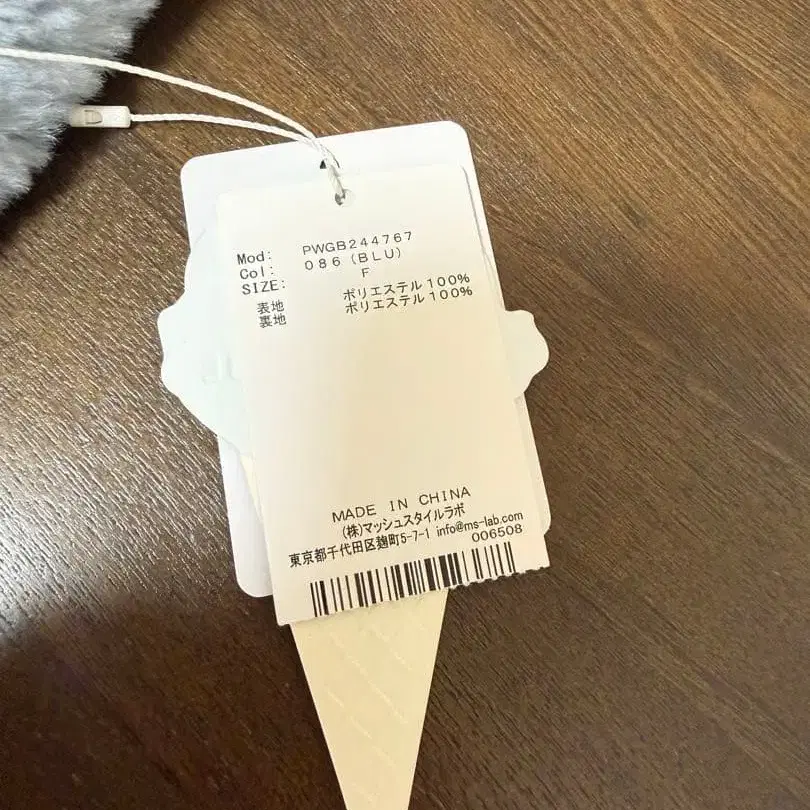 Mod: PWGB244767
Col: 086(BLU)
SIZE: F
表地 ポリエステル100%
裏地 ポリエステル100%
MADE IN CHINA
(株)マッシュスタイルラボ
東京都千代田区麹町5-7-1 info@ms-lab.com
006508